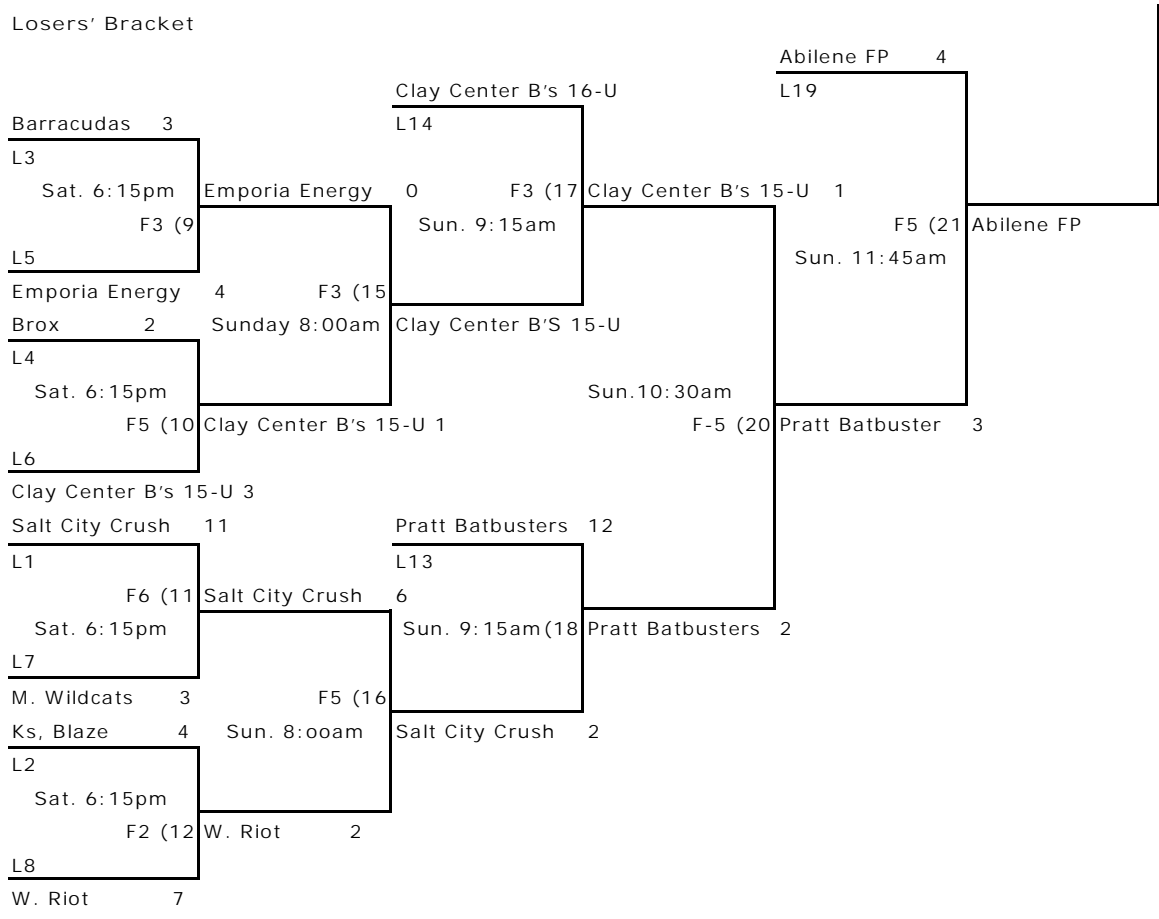 Losers' Bracket
Abilene FP 4
Clay Center B's 16-U
L19
Barracudas 3
L14
L3
Sat. 6:15pm
Emporia Energy 0
F3 (17
Clay Center B's 15-U 1
F3 (9
Sun. 9:15am
F5 (21
Abilene FP
L5
Sun. 11:45am
Emporia Energy 4
F3 (15
Brox 2
Sunday 8:00am
Clay Center B'S 15-U
L4
Sat. 6:15pm
Sun.10:30am
F5 (10
Clay Center B's 15-U 1
F-5 (20
Pratt Batbuster 3
L6
Clay Center B's 15-U 3
Salt City Crush 11
Pratt Batbusters 12
L1
L13
F6 (11
Salt City Crush 6
Sat. 6:15pm
Sun. 9:15am(18
Pratt Batbusters 2
L7
M. Wildcats 3
F5 (16
Ks, Blaze 4
Sun. 8:ooam
Salt City Crush 2
L2
Sat. 6:15pm
F2 (12
W. Riot 2
L8
W. Riot 7